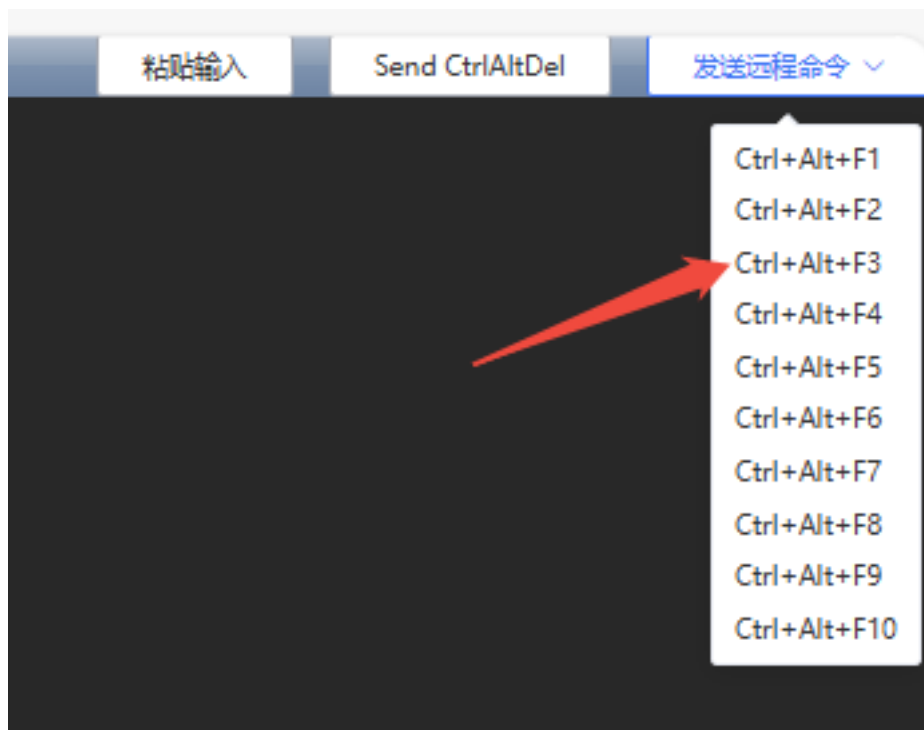 粘贴输入 Send CtrlAltDel 发送远程命令
Ctrl+Alt+F1
Ctrl+Alt+F2
Ctrl+Alt+F3
Ctrl+Alt+F4
Ctrl+Alt+F5
Ctrl+Alt+F6
Ctrl+Alt+F7
Ctrl+Alt+F8
Ctrl+Alt+F9
Ctrl+Alt+F10